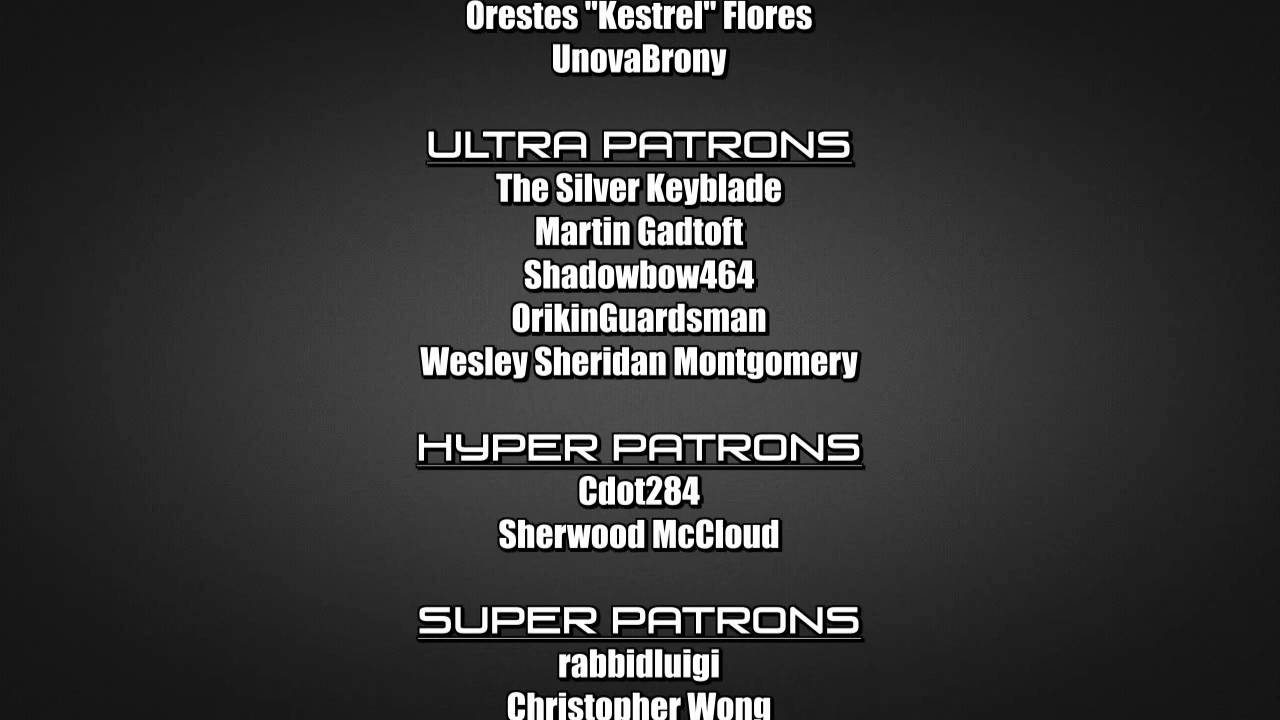 Orestes "Kestrel" Flores
UnovaBrony
ULTRA PATRONS
The Silver Keyblade
Martin Gadtoft
Shadowbow464
OrikinGuardsman
Wesley Sheridan Montgomery
HYPER PATRONS
Cdot284
Sherwood McCloud
SUPER PATRONS
rabbidluigi
Christopher Wong